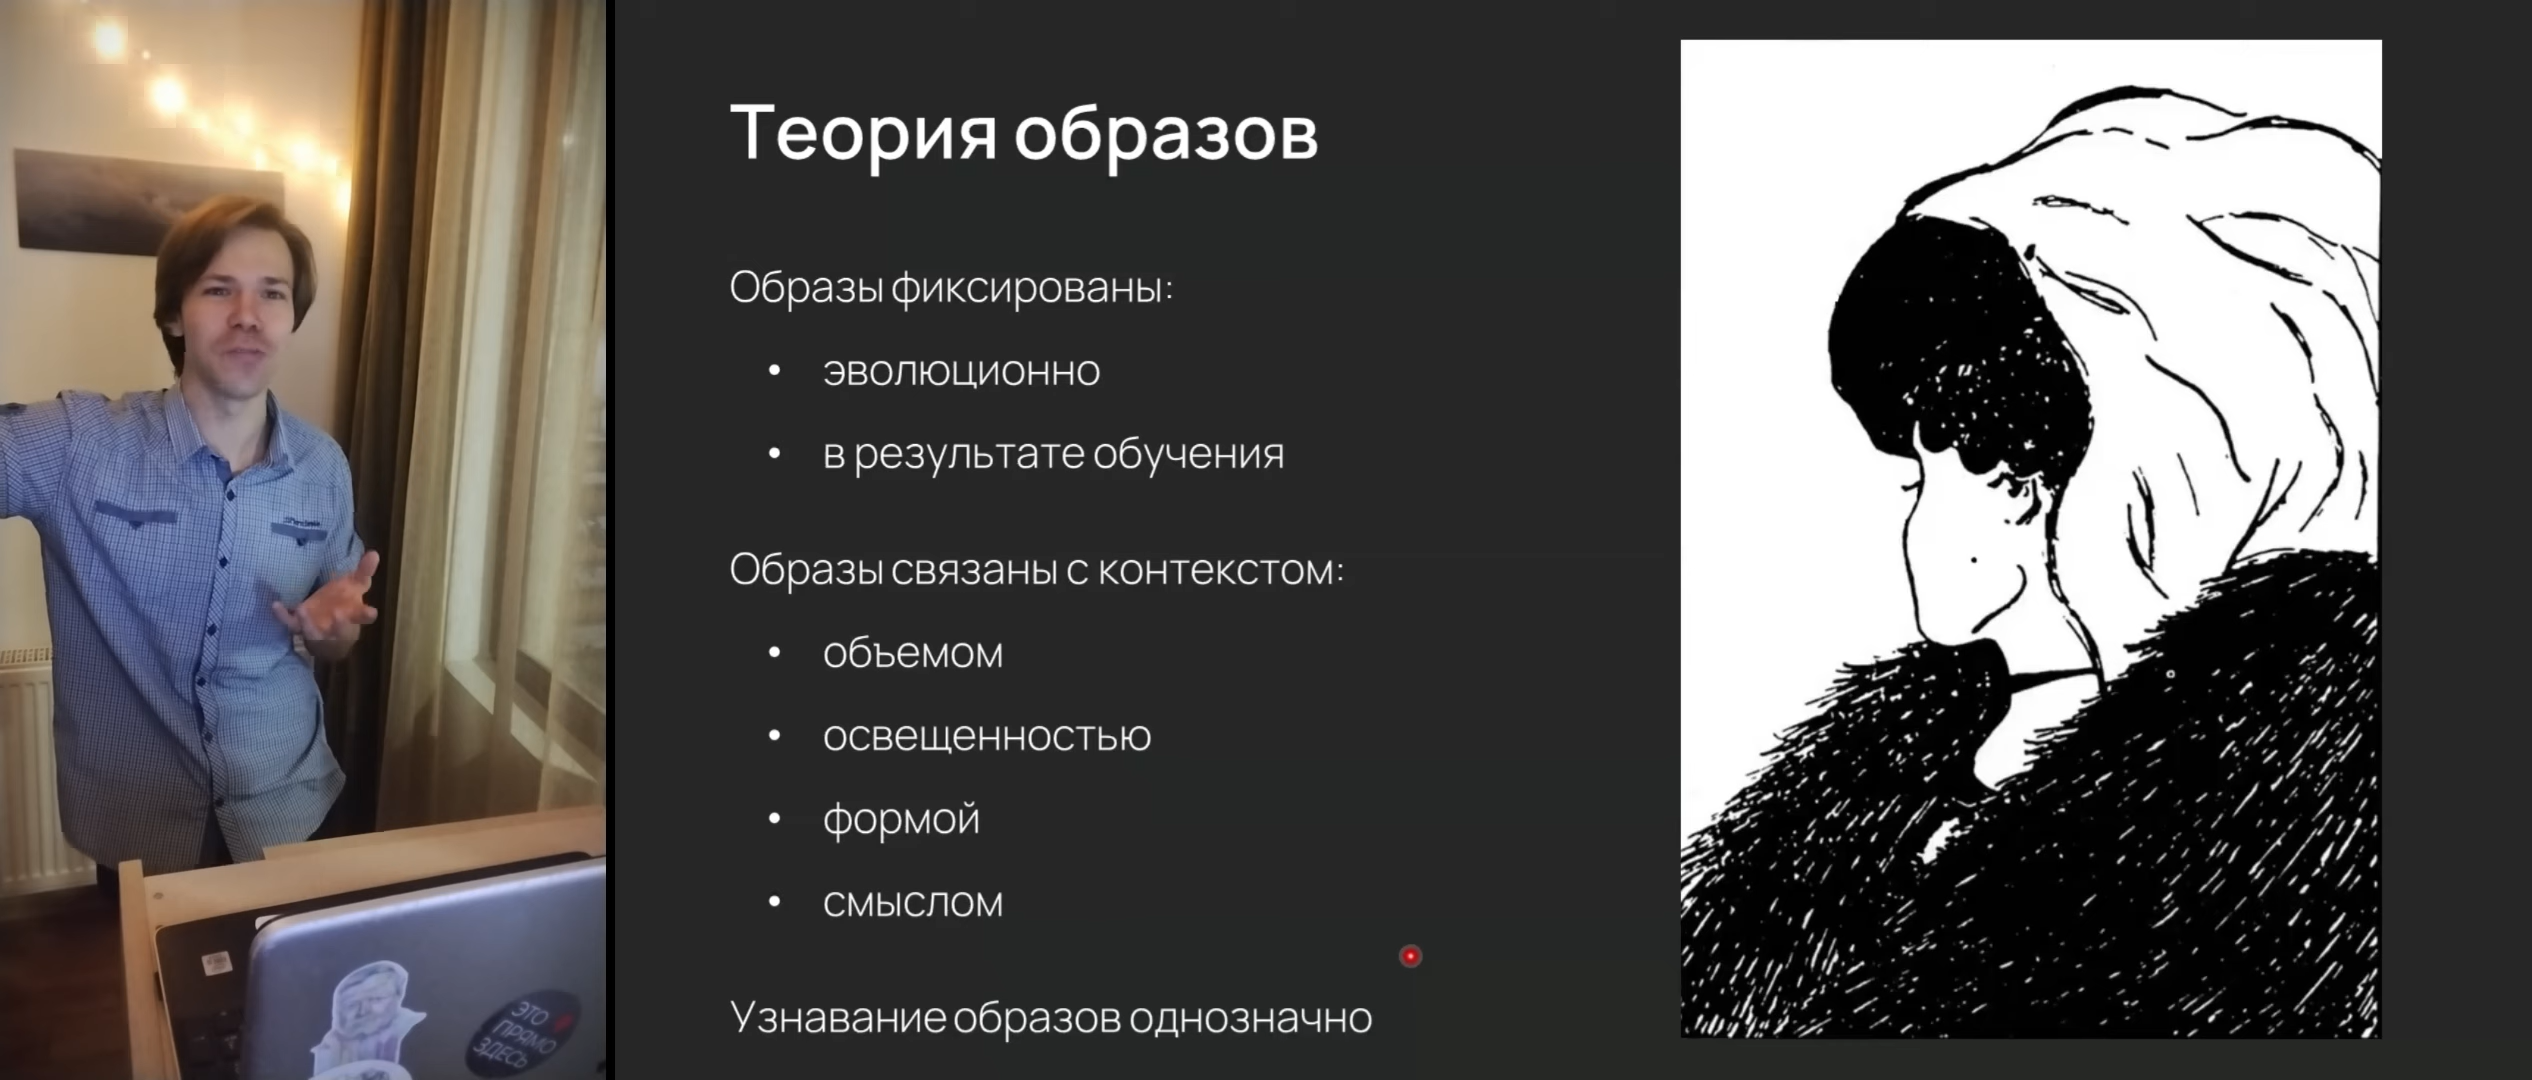 Теория образов
Образы фиксированы:
• эволюционно
• в результате обучения
Образы связаны с контекстом:
• объемом
• освещенностью
• формой
• смыслом
Узнавание образов однозначно
ЭТО
ПРЯМО
ЗДЕСЬ